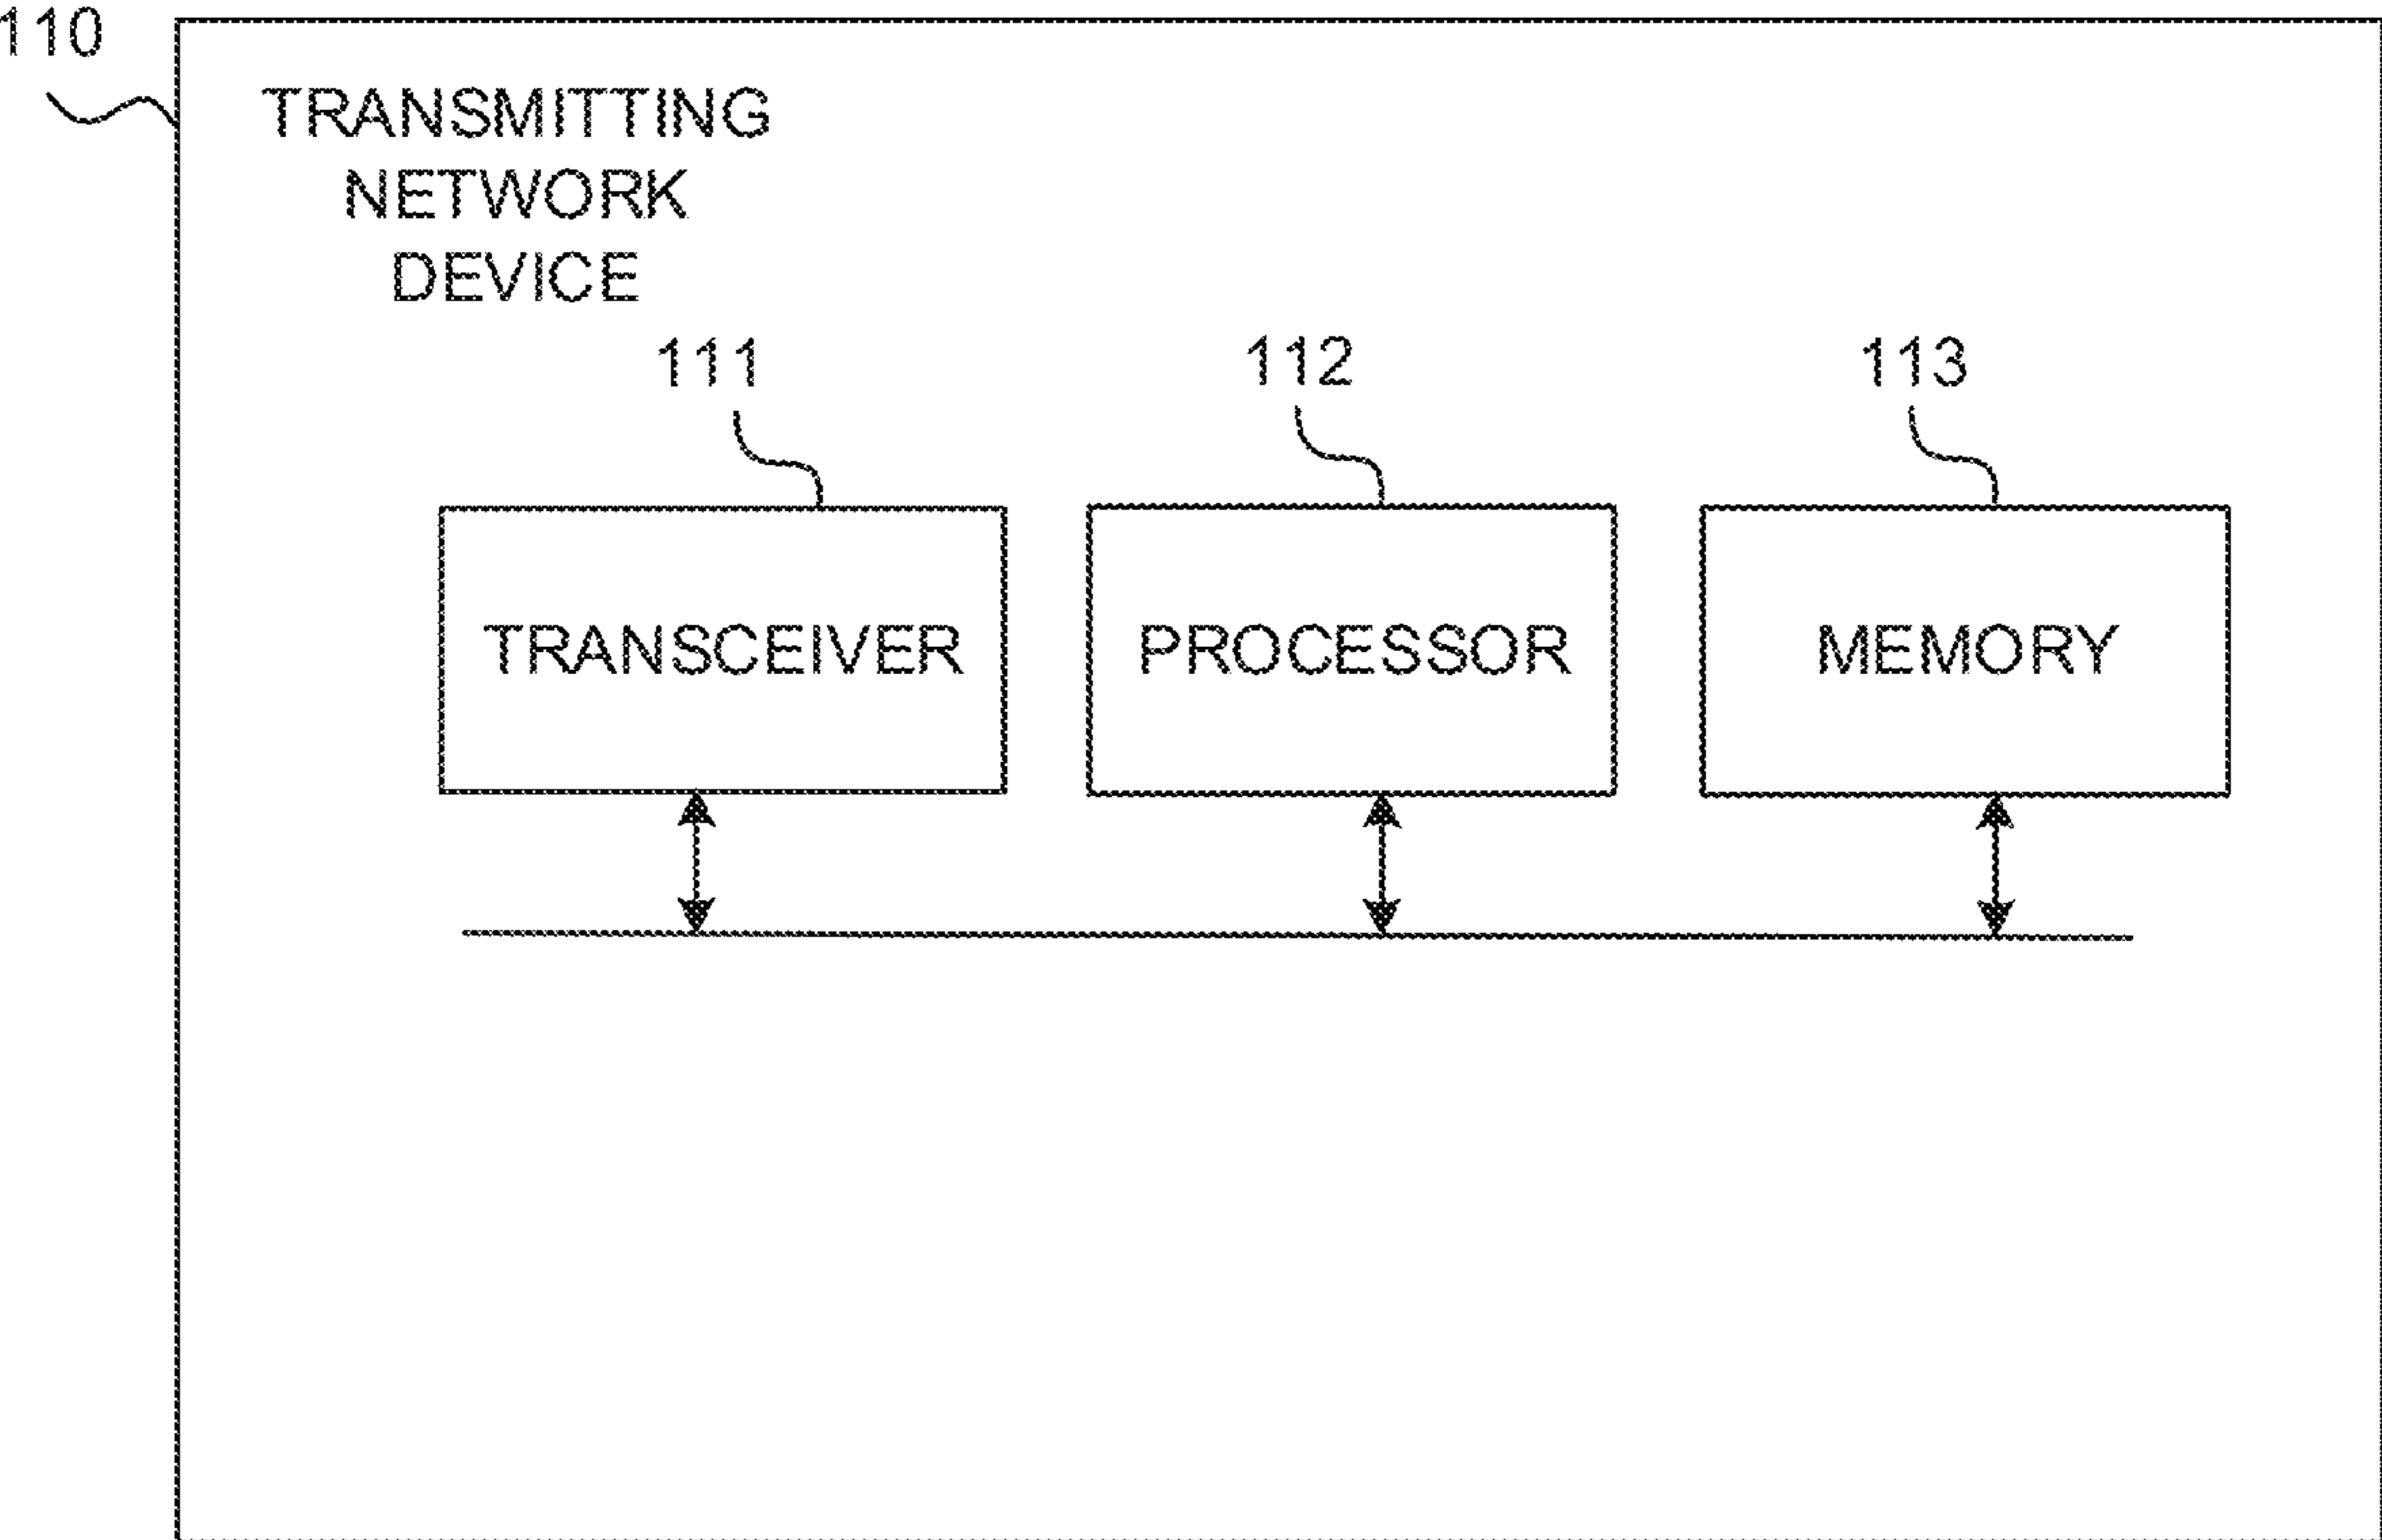 110
TRANSMITTING
NETWORK
DEVICE
111
112
113
TRANSCEIVER
PROCESSOR
MEMORY